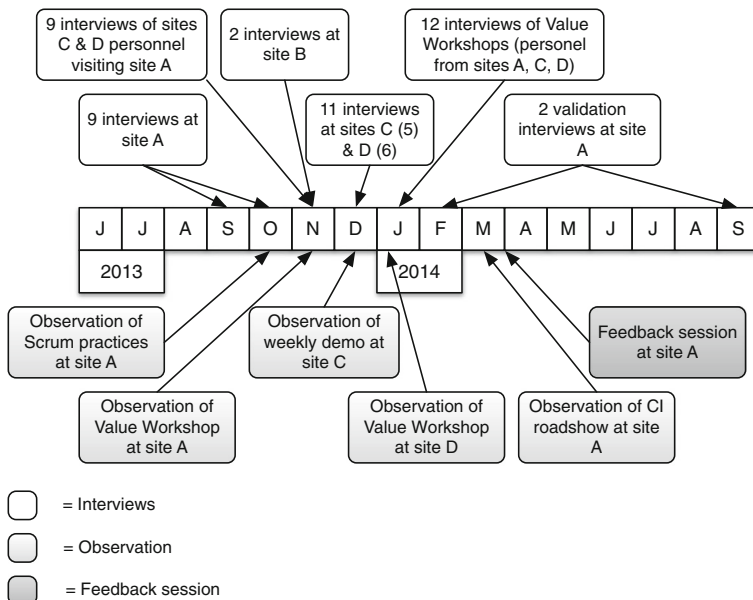 9 interviews of sites
C & D personnel
visiting site A
2 interviews at
site B
12 interviews of Value
Workshops (personel
from sites A, C, D)
9 interviews at
site A
11 interviews
at sites C (5)
& D (6)
2 validation
interviews at site
A
J J A S O N D J F M A M J J A S
2013 2014
Observation of
Scrum practices
at site A
Observation of
weekly demo at
site C
Feedback session
at site A
Observation of
Value Workshop
at site A
Observation of
Value Workshop
at site D
Observation of CI
roadshow at site
A
= Interviews
= Observation
= Feedback session